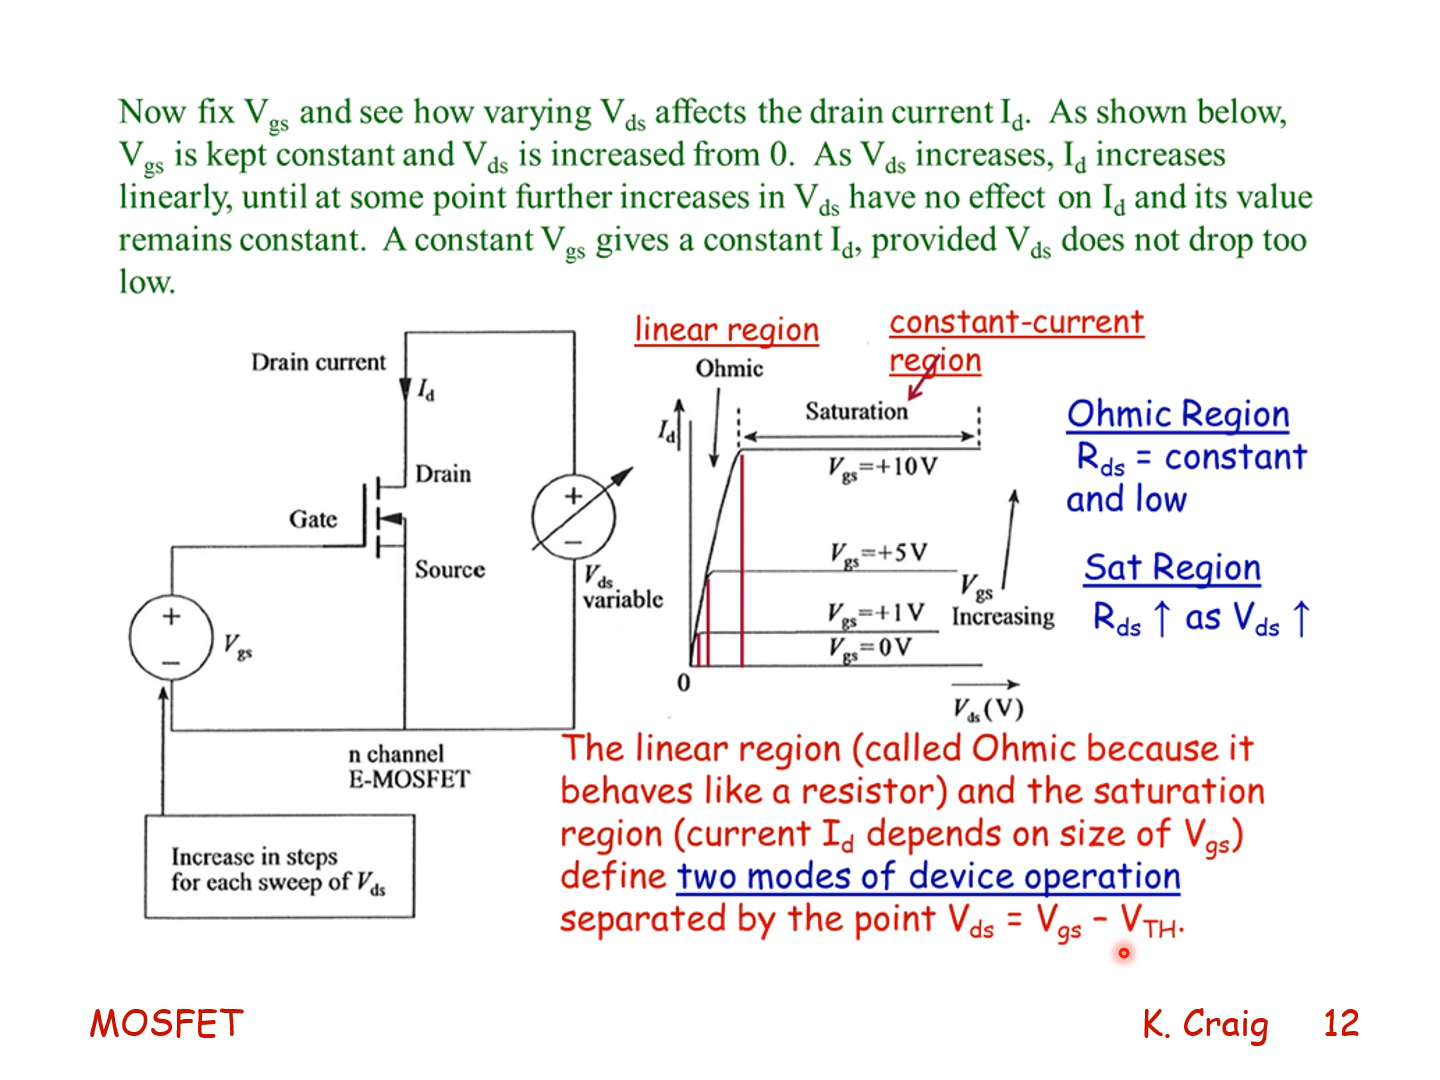 Now fix Vgs and see how varying Vds affects the drain current Id. As shown below,
Vgs is kept constant and Vds is increased from 0. As Vds increases, Id increases
linearly, until at some point further increases in Vds have no effect on Id and its value
remains constant. A constant Vgs gives a constant Id, provided Vds does not drop too
low.
linear region
constant-current
region
Drain current
Id
Drain
Gate
Source
+
−
Vds
variable
+
−
Vgs
n channel
E-MOSFET
Increase in steps
for each sweep of Vds
Ohmic
Saturation
Id
Vgs=+10V
Vgs=+5V
Vgs=+1V
Vgs=0V
Vgs
Increasing
0
Vds(V)
Ohmic Region
Rds = constant
and low
Sat Region
Rds ↑ as Vds ↑
The linear region (called Ohmic because it
behaves like a resistor) and the saturation
region (current Id depends on size of Vgs)
define two modes of device operation
separated by the point Vds = Vgs - VTH.
MOSFET
K. Craig 12